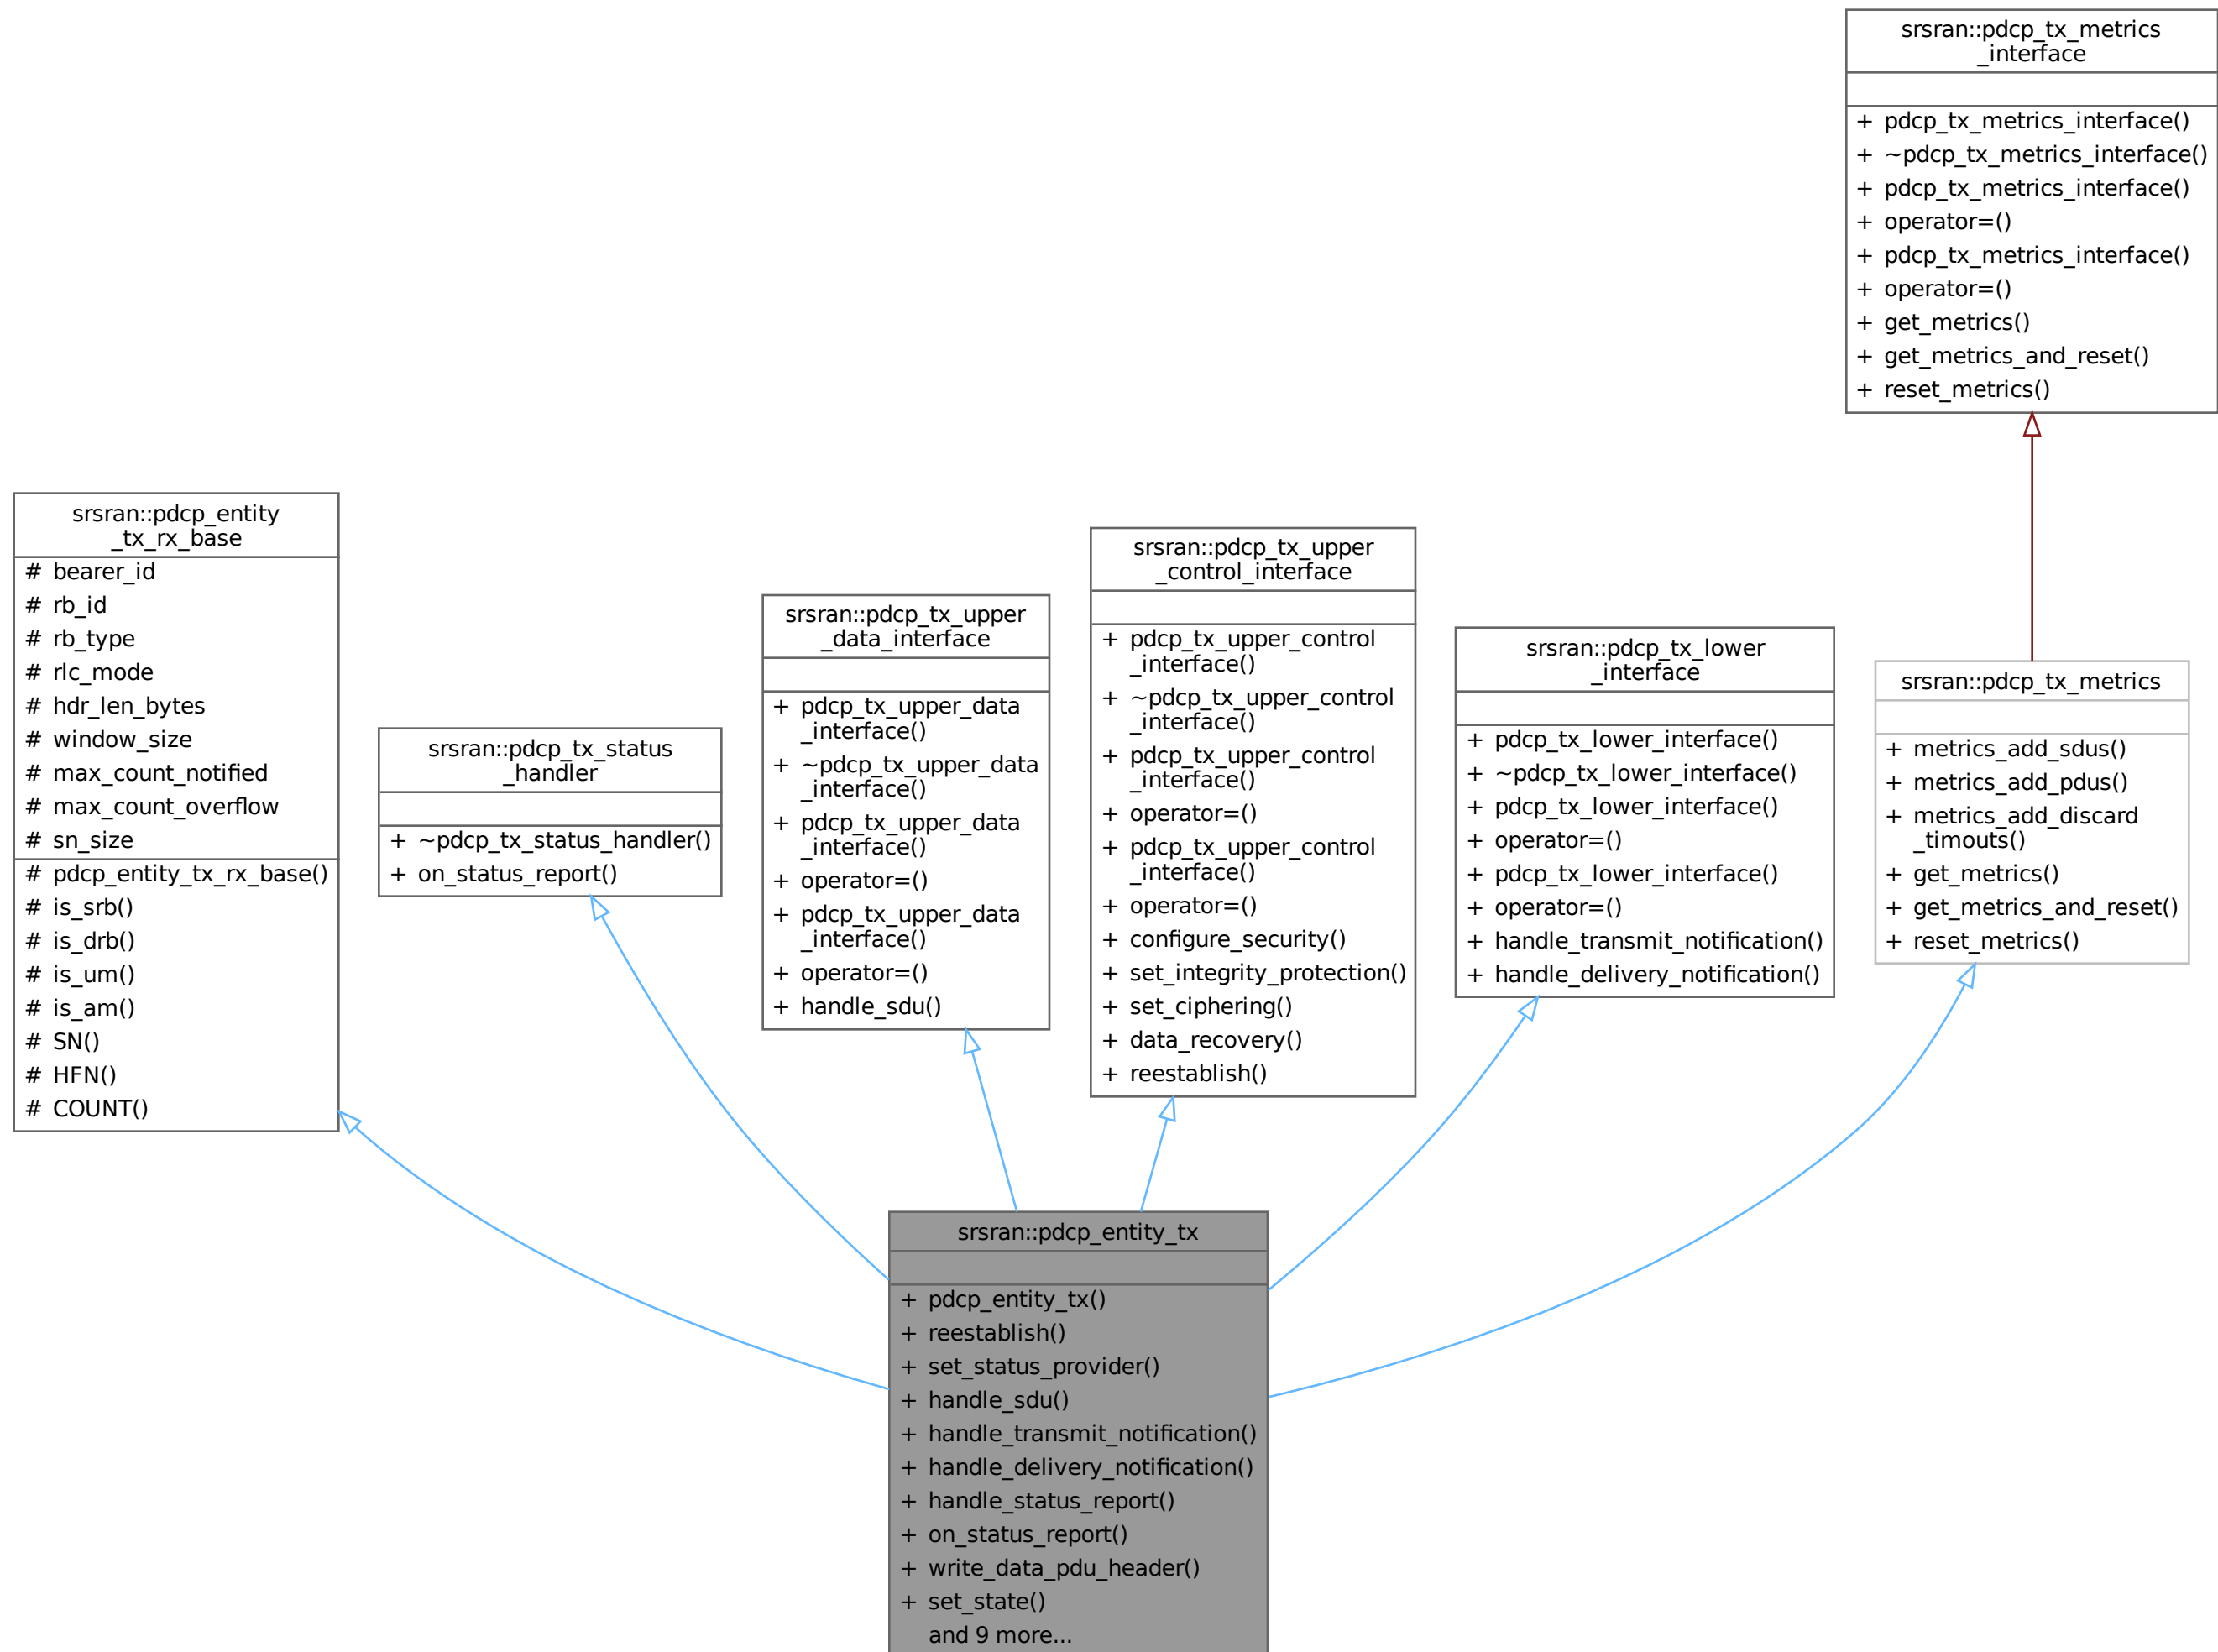 srsran::pdcp_tx_metrics
_interface
+ pdcp_tx_metrics_interface()
+ ~pdcp_tx_metrics_interface()
+ pdcp_tx_metrics_interface()
+ operator=()
+ pdcp_tx_metrics_interface()
+ operator=()
+ get_metrics()
+ get_metrics_and_reset()
+ reset_metrics()
srsran::pdcp_entity
_tx_rx_base
# bearer_id
# rb_id
# rb_type
# rlc_mode
# hdr_len_bytes
# window_size
# max_count_notified
# max_count_overflow
# sn_size
# pdcp_entity_tx_rx_base()
# is_srb()
# is_drb()
# is_um()
# is_am()
# SN()
# HFN()
# COUNT()
srsran::pdcp_tx_status
_handler
+ ~pdcp_tx_status_handler()
+ on_status_report()
srsran::pdcp_tx_upper
_data_interface
+ pdcp_tx_upper_data
_interface()
+ ~pdcp_tx_upper_data
_interface()
+ pdcp_tx_upper_data
_interface()
+ operator=()
+ pdcp_tx_upper_data
_interface()
+ operator=()
+ handle_sdu()
srsran::pdcp_tx_upper
_control_interface
+ pdcp_tx_upper_control
_interface()
+ ~pdcp_tx_upper_control
_interface()
+ pdcp_tx_upper_control
_interface()
+ operator=()
+ pdcp_tx_upper_control
_interface()
+ operator=()
+ configure_security()
+ set_integrity_protection()
+ set_ciphering()
+ data_recovery()
+ reestablish()
srsran::pdcp_tx_lower
_interface
+ pdcp_tx_lower_interface()
+ ~pdcp_tx_lower_interface()
+ pdcp_tx_lower_interface()
+ operator=()
+ pdcp_tx_lower_interface()
+ operator=()
+ handle_transmit_notification()
+ handle_delivery_notification()
srsran::pdcp_tx_metrics
+ metrics_add_sdus()
+ metrics_add_pdus()
+ metrics_add_discard
_timouts()
+ get_metrics()
+ get_metrics_and_reset()
+ reset_metrics()
srsran::pdcp_entity_tx
+ pdcp_entity_tx()
+ reestablish()
+ set_status_provider()
+ handle_sdu()
+ handle_transmit_notification()
+ handle_delivery_notification()
+ handle_status_report()
+ on_status_report()
+ write_data_pdu_header()
+ set_state()
and 9 more...